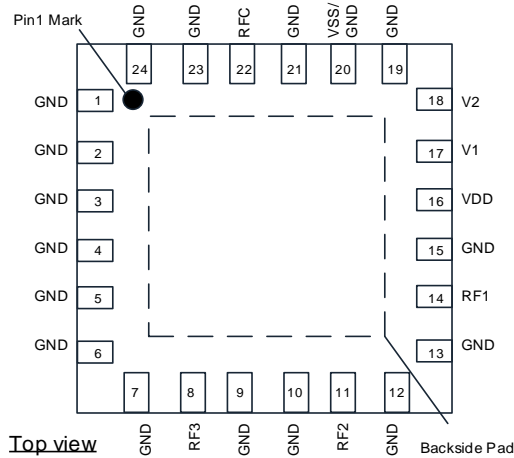 Pin1 Mark
GND
GND
RFC
GND
VSS/
GND
GND
24
23
22
21
20
19
GND 1
18 V2
GND 2
17 V1
GND 3
16 VDD
GND 4
15 GND
GND 5
14 RF1
GND 6
13 GND
7
8
9
10
11
12
GND
RF3
GND
GND
RF2
GND
Top view
Backside Pad